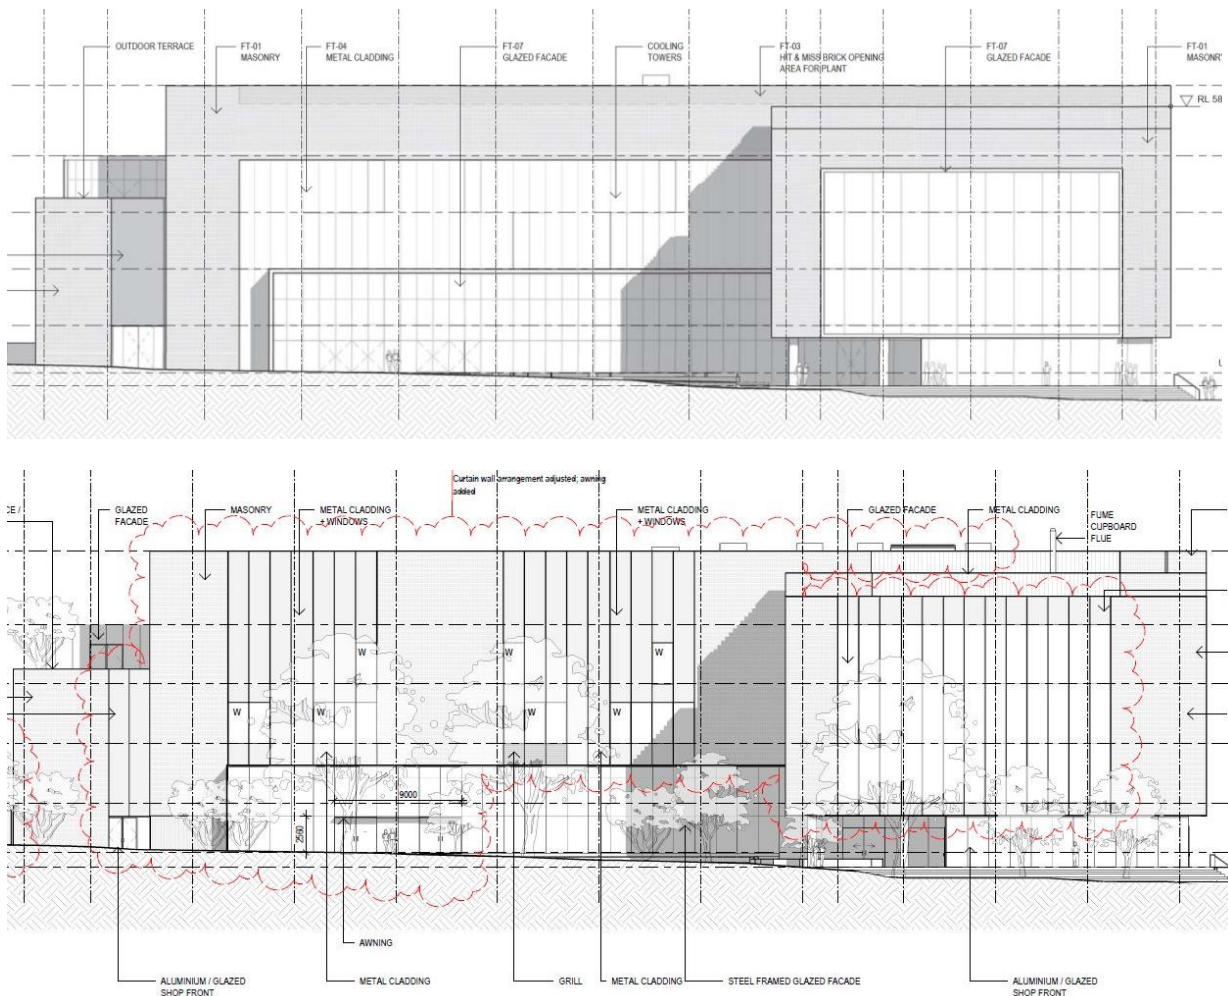 OUTDOOR TERRACE
FT-01
MASONRY
FT-04
METAL CLADDING
FT-07
GLAZED FACADE
COOLING
TOWERS
FT-03
HIT & MISS BRICK OPENING
AREA FOR PLANT
FT-07
GLAZED FACADE
FT-01
MASONR
RL 58
Curtain wall arrangement adjusted; awning
added
CE /
GLAZED
FACADE
MASONRY
METAL CLADDING
+ WINDOWS
METAL CLADDING
+ WINDOWS
GLAZED FACADE
METAL CLADDING
FUME
CUPBOARD
FLUE
W
W
W
W
W
W
W
9000
2560
AWNING
ALUMINIUM / GLAZED
SHOP FRONT
METAL CLADDING
GRILL
METAL CLADDING
STEEL FRAMED GLAZED FACADE
ALUMINIUM / GLAZED
SHOP FRONT